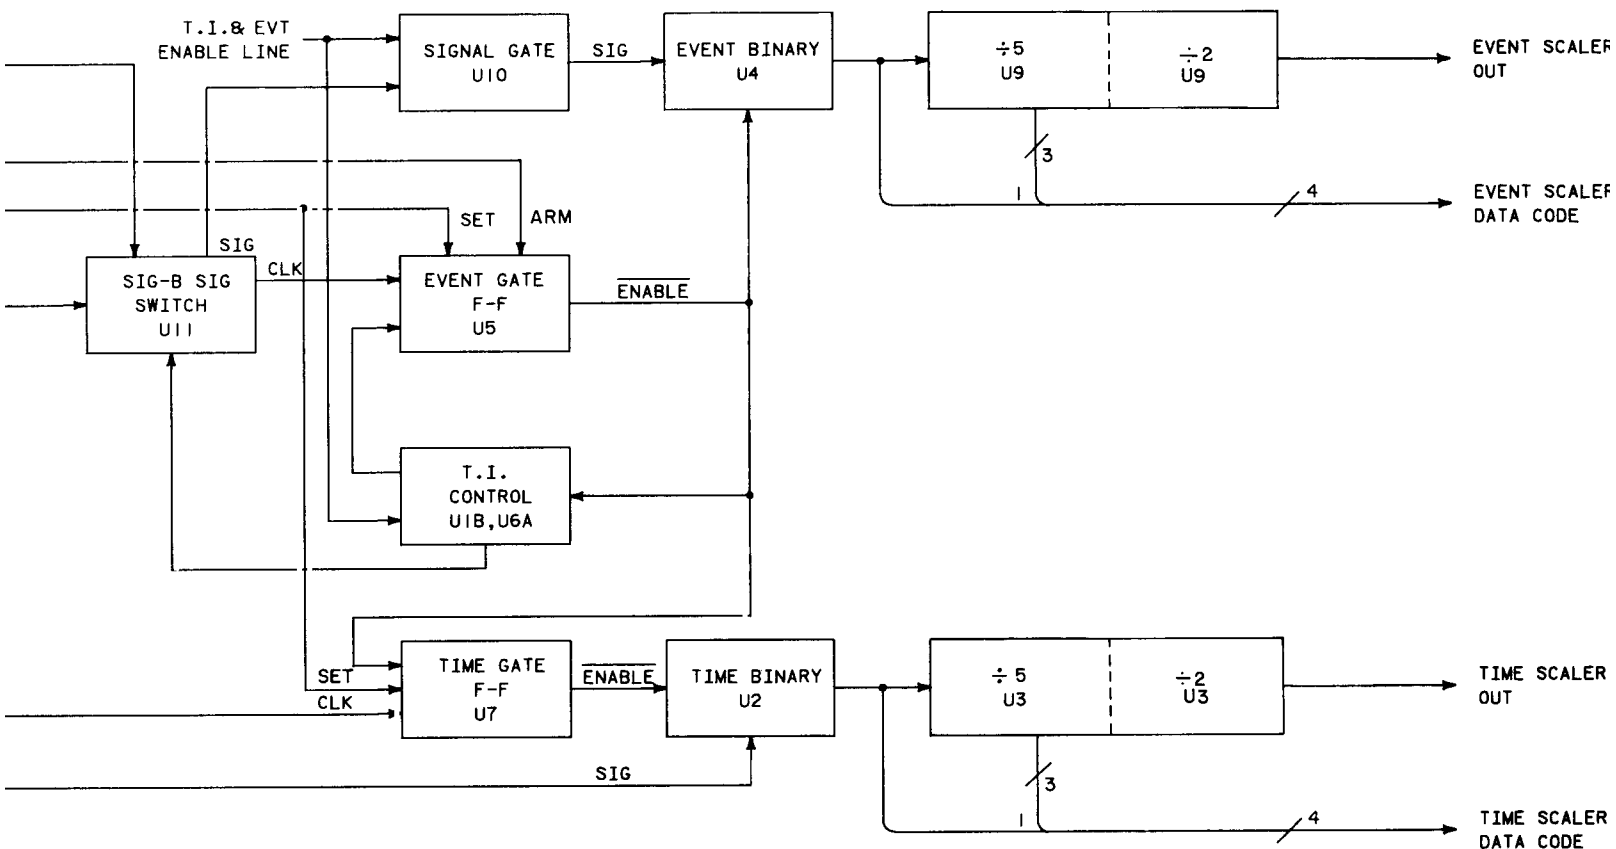 T.I.& EVT
ENABLE LINE
SIGNAL GATE
U10
SIG
EVENT BINARY
U4
÷5
U9
÷2
U9
EVENT SCALER
OUT
3
1
4
EVENT SCALER
DATA CODE
SET
ARM
SIG
CLK
SIG-B SIG
SWITCH
U11
EVENT GATE
F-F
U5
ENABLE
T.I.
CONTROL
U1B,U6A
SET
CLK
TIME GATE
F-F
U7
ENABLE
TIME BINARY
U2
÷5
U3
÷2
U3
TIME SCALER
OUT
SIG
3
1
4
TIME SCALER
DATA CODE